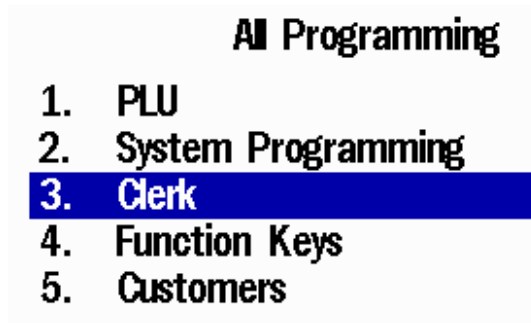 All Programming
1. PLU
2. System Programming
3. Clerk
4. Function Keys
5. Customers